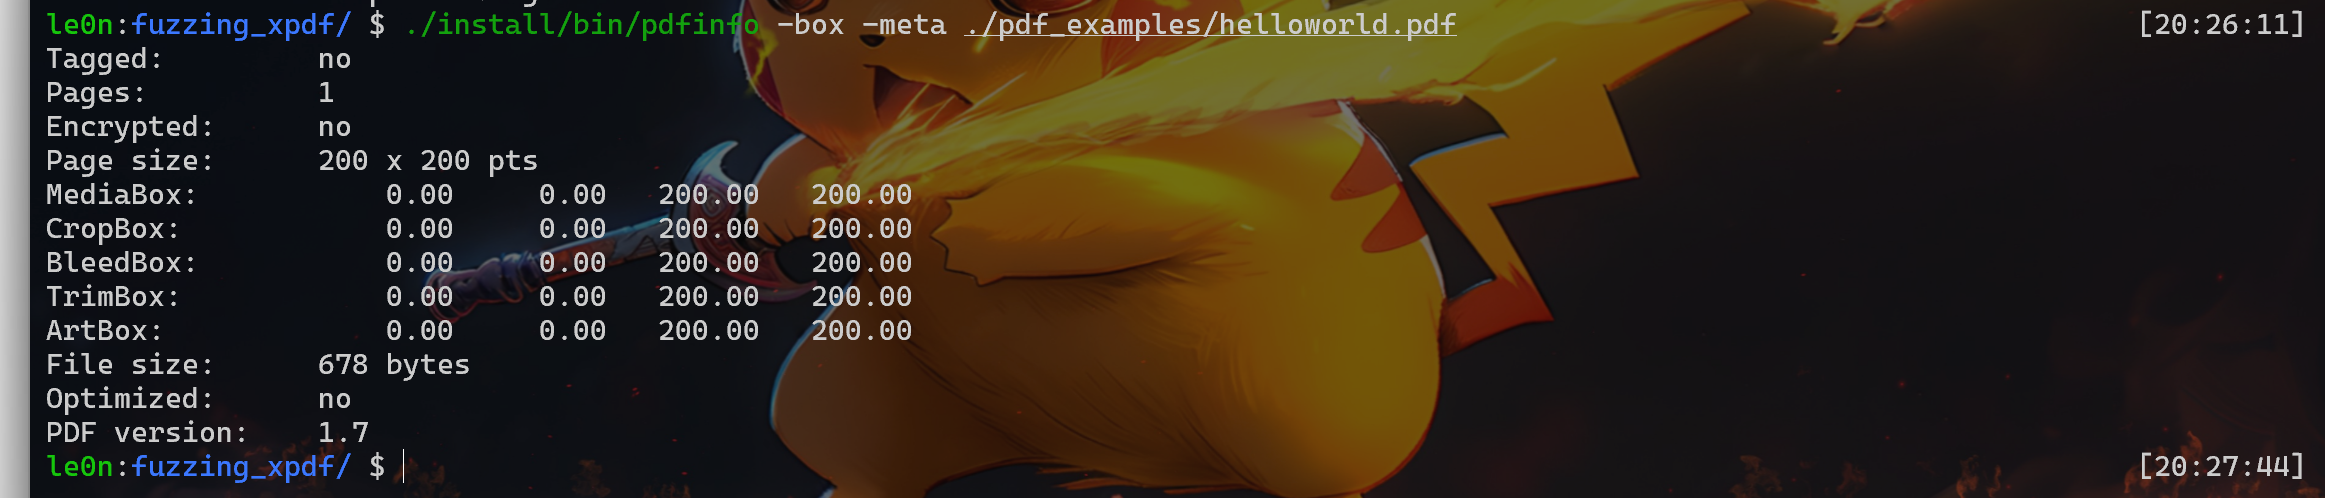 le0n:fuzzing_xpdf/ $ ./install/bin/pdfinfo -box -meta ./pdf_examples/helloworld.pdf [20:26:11]
Tagged: no
Pages: 1
Encrypted: no
Page size: 200 x 200 pts
MediaBox: 0.00 0.00 200.00 200.00
CropBox: 0.00 0.00 200.00 200.00
BleedBox: 0.00 0.00 200.00 200.00
TrimBox: 0.00 0.00 200.00 200.00
ArtBox: 0.00 0.00 200.00 200.00
File size: 678 bytes
Optimized: no
PDF version: 1.7
le0n:fuzzing_xpdf/ $ [20:27:44]